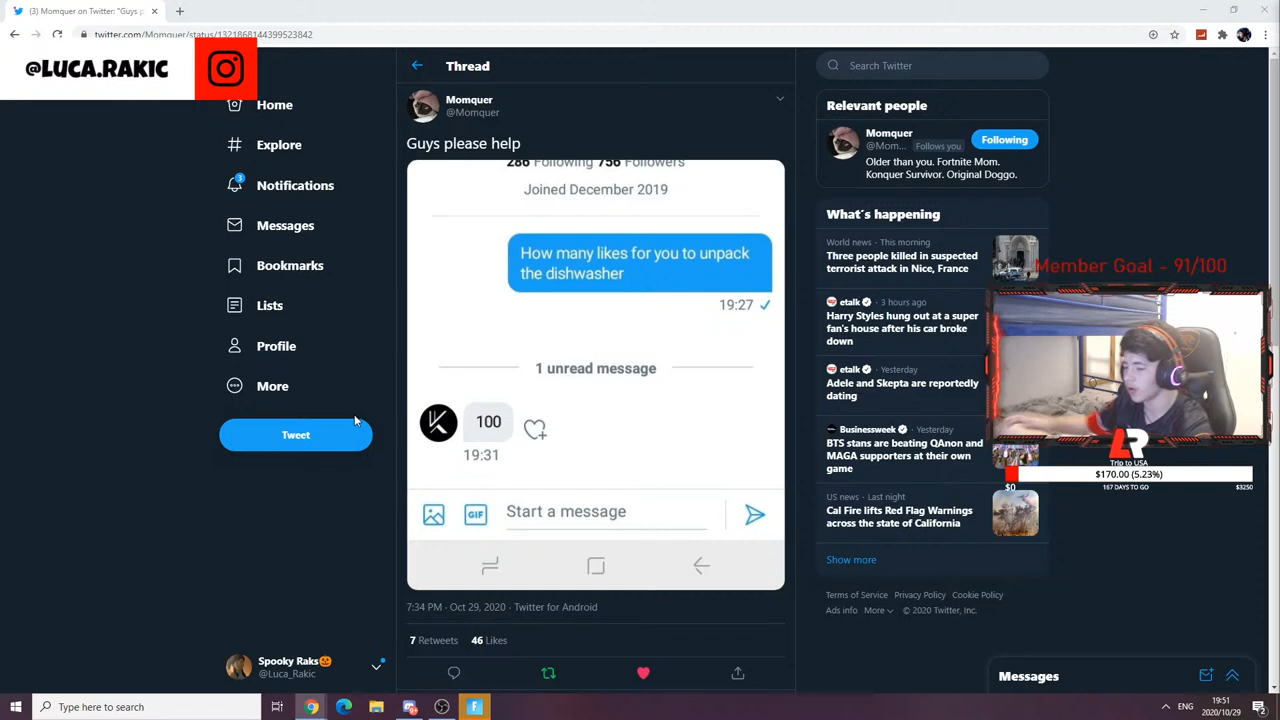 (3) Momquer on Twitter: "Guys p
twitter.com/Momquer/status/1321868144399523842
@LUCA.RAKIC
Home
Explore
3
Notifications
Messages
Bookmarks
Lists
Profile
More
Tweet
Spooky Raks🎃
@Luca_Rakic
Thread
Momquer
@Momquer
Guys please help
286 Following 756 Followers
Joined December 2019
How many likes for you to unpack
the dishwasher
19:27
1 unread message
100
19:31
GIF
Start a message
7:34 PM · Oct 29, 2020 · Twitter for Android
7 Retweets 46 Likes
Search Twitter
Relevant people
Momquer
@Mom... Follows you
Following
Older than you. Fortnite Mom.
Konquer Survivor. Original Doggo.
What's happening
World news · This morning
Three people killed in suspected
terrorist attack in Nice, France
Member Goal - 91/100
etalk · 3 hours ago
Harry Styles hung out at a super
fan's house after his car broke
down
etalk · Yesterday
Adele and Skepta are reportedly
dating
Businessweek · Yesterday
BTS stans are beating QAnon and
MAGA supporters at their own
game
US news · Last night
Cal Fire lifts Red Flag Warnings
across the state of California
Show more
LR
Trip to USA
$170.00 (5.23%)
$0
167 DAYS TO GO
$3250
Terms of Service Privacy Policy Cookie Policy
Ads info More © 2020 Twitter, Inc.
Messages
Type here to search
ENG
19:51
2020/10/29
2